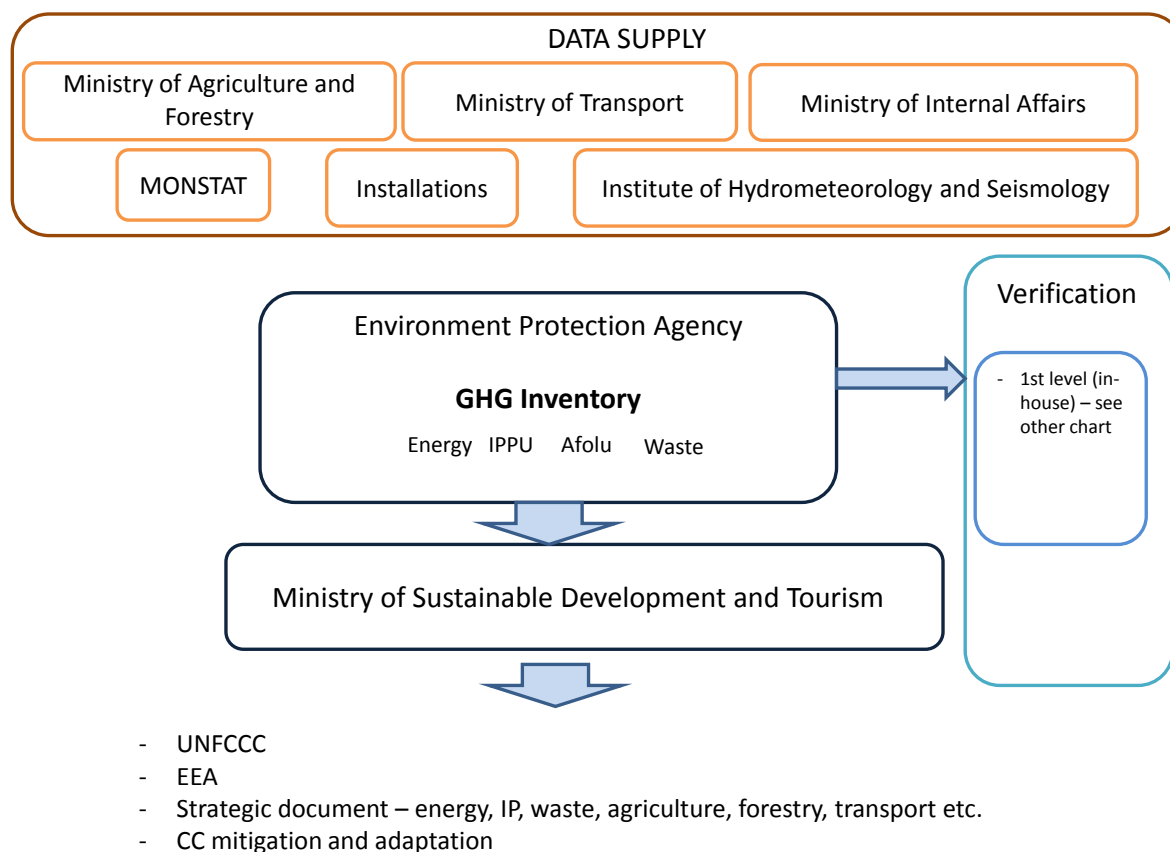 DATA SUPPLY
Ministry of Agriculture and
Forestry
Ministry of Transport
Ministry of Internal Affairs
MONSTAT
Installations
Institute of Hydrometeorology and Seismology
Environment Protection Agency
GHG Inventory
Energy IPPU Afolu Waste
Verification
- 1st level (in-
house) – see
other chart
Ministry of Sustainable Development and Tourism
- UNFCCC
- EEA
- Strategic document – energy, IP, waste, agriculture, forestry, transport etc.
- CC mitigation and adaptation